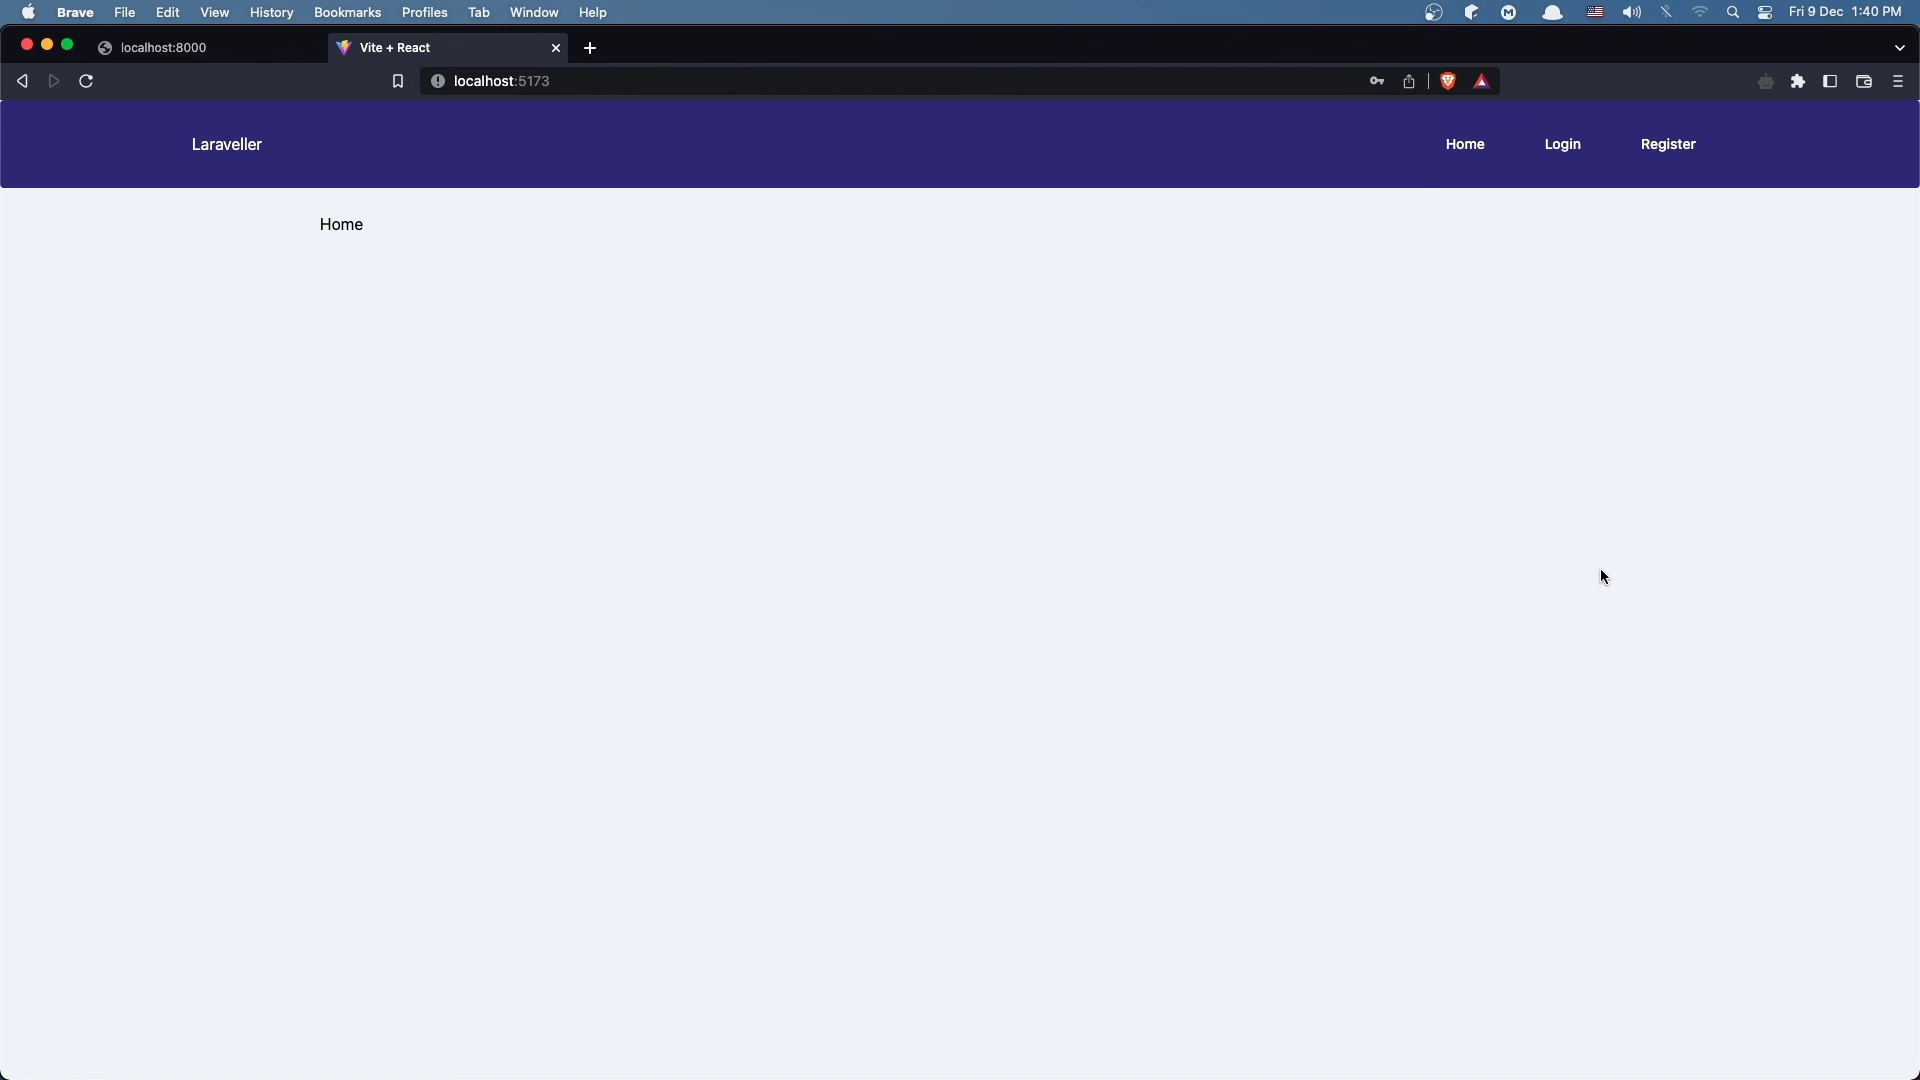 Brave File Edit View History Bookmarks Profiles Tab Window Help Fri 9 Dec 1:40 PM
localhost:8000 Vite + React
localhost:5173
Laraveller Home Login Register
Home